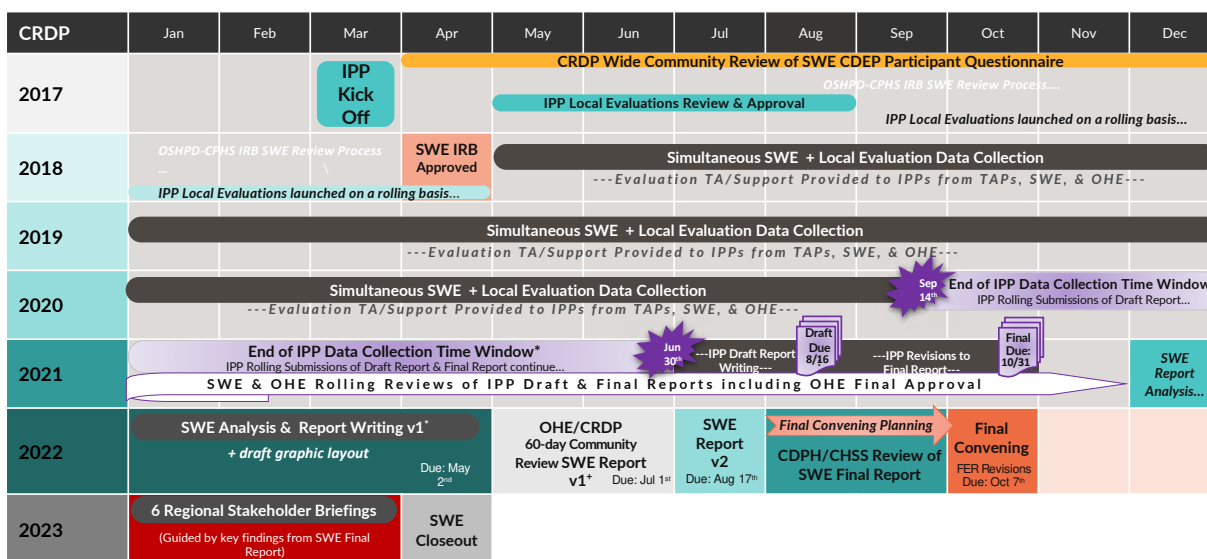 CRDP Jan Feb Mar Apr May Jun Jul Aug Sep Oct Nov Dec
2017
IPP
Kick
Off
CRDP Wide Community Review of SWE CDEP Participant Questionnaire
OSHPD-CPHS IRB SWE Review Process….
IPP Local Evaluations Review & Approval
IPP Local Evaluations launched on a rolling basis…
2018
OSHPD-CPHS IRB SWE Review Process
… \
IPP Local Evaluations launched on a rolling basis…
SWE IRB
Approved
Simultaneous SWE + Local Evaluation Data Collection
---Evaluation TA/Support Provided to IPPs from TAPs, SWE, & OHE---
2019
Simultaneous SWE + Local Evaluation Data Collection
---Evaluation TA/Support Provided to IPPs from TAPs, SWE, & OHE---
2020
Simultaneous SWE + Local Evaluation Data Collection
---Evaluation TA/Support Provided to IPPs from TAPs, SWE, & OHE---
Sep
14th
End of IPP Data Collection Time Window
IPP Rolling Submissions of Draft Report…
2021
End of IPP Data Collection Time Window*
IPP Rolling Submissions of Draft Report & Final Report continue…
Jun
30th
---IPP Draft Report
Writing---
Draft
Due
8/16
---IPP Revisions to
Final Report---
Final
Due:
10/31
SWE & OHE Rolling Reviews of IPP Draft & Final Reports including OHE Final Approval
SWE
Report
Analysis…
2022
SWE Analysis & Report Writing v1*
+ draft graphic layout
Due: May
2nd
OHE/CRDP
60-day Community
Review SWE Report
v1+ Due: Jul 1st
SWE
Report
v2
Due: Aug 17th
Final Convening Planning
CDPH/CHSS Review of
SWE Final Report
Final
Convening
FER Revisions
Due: Oct 7th
2023
6 Regional Stakeholder Briefings
(Guided by key findings from SWE Final
Report)
SWE
Closeout